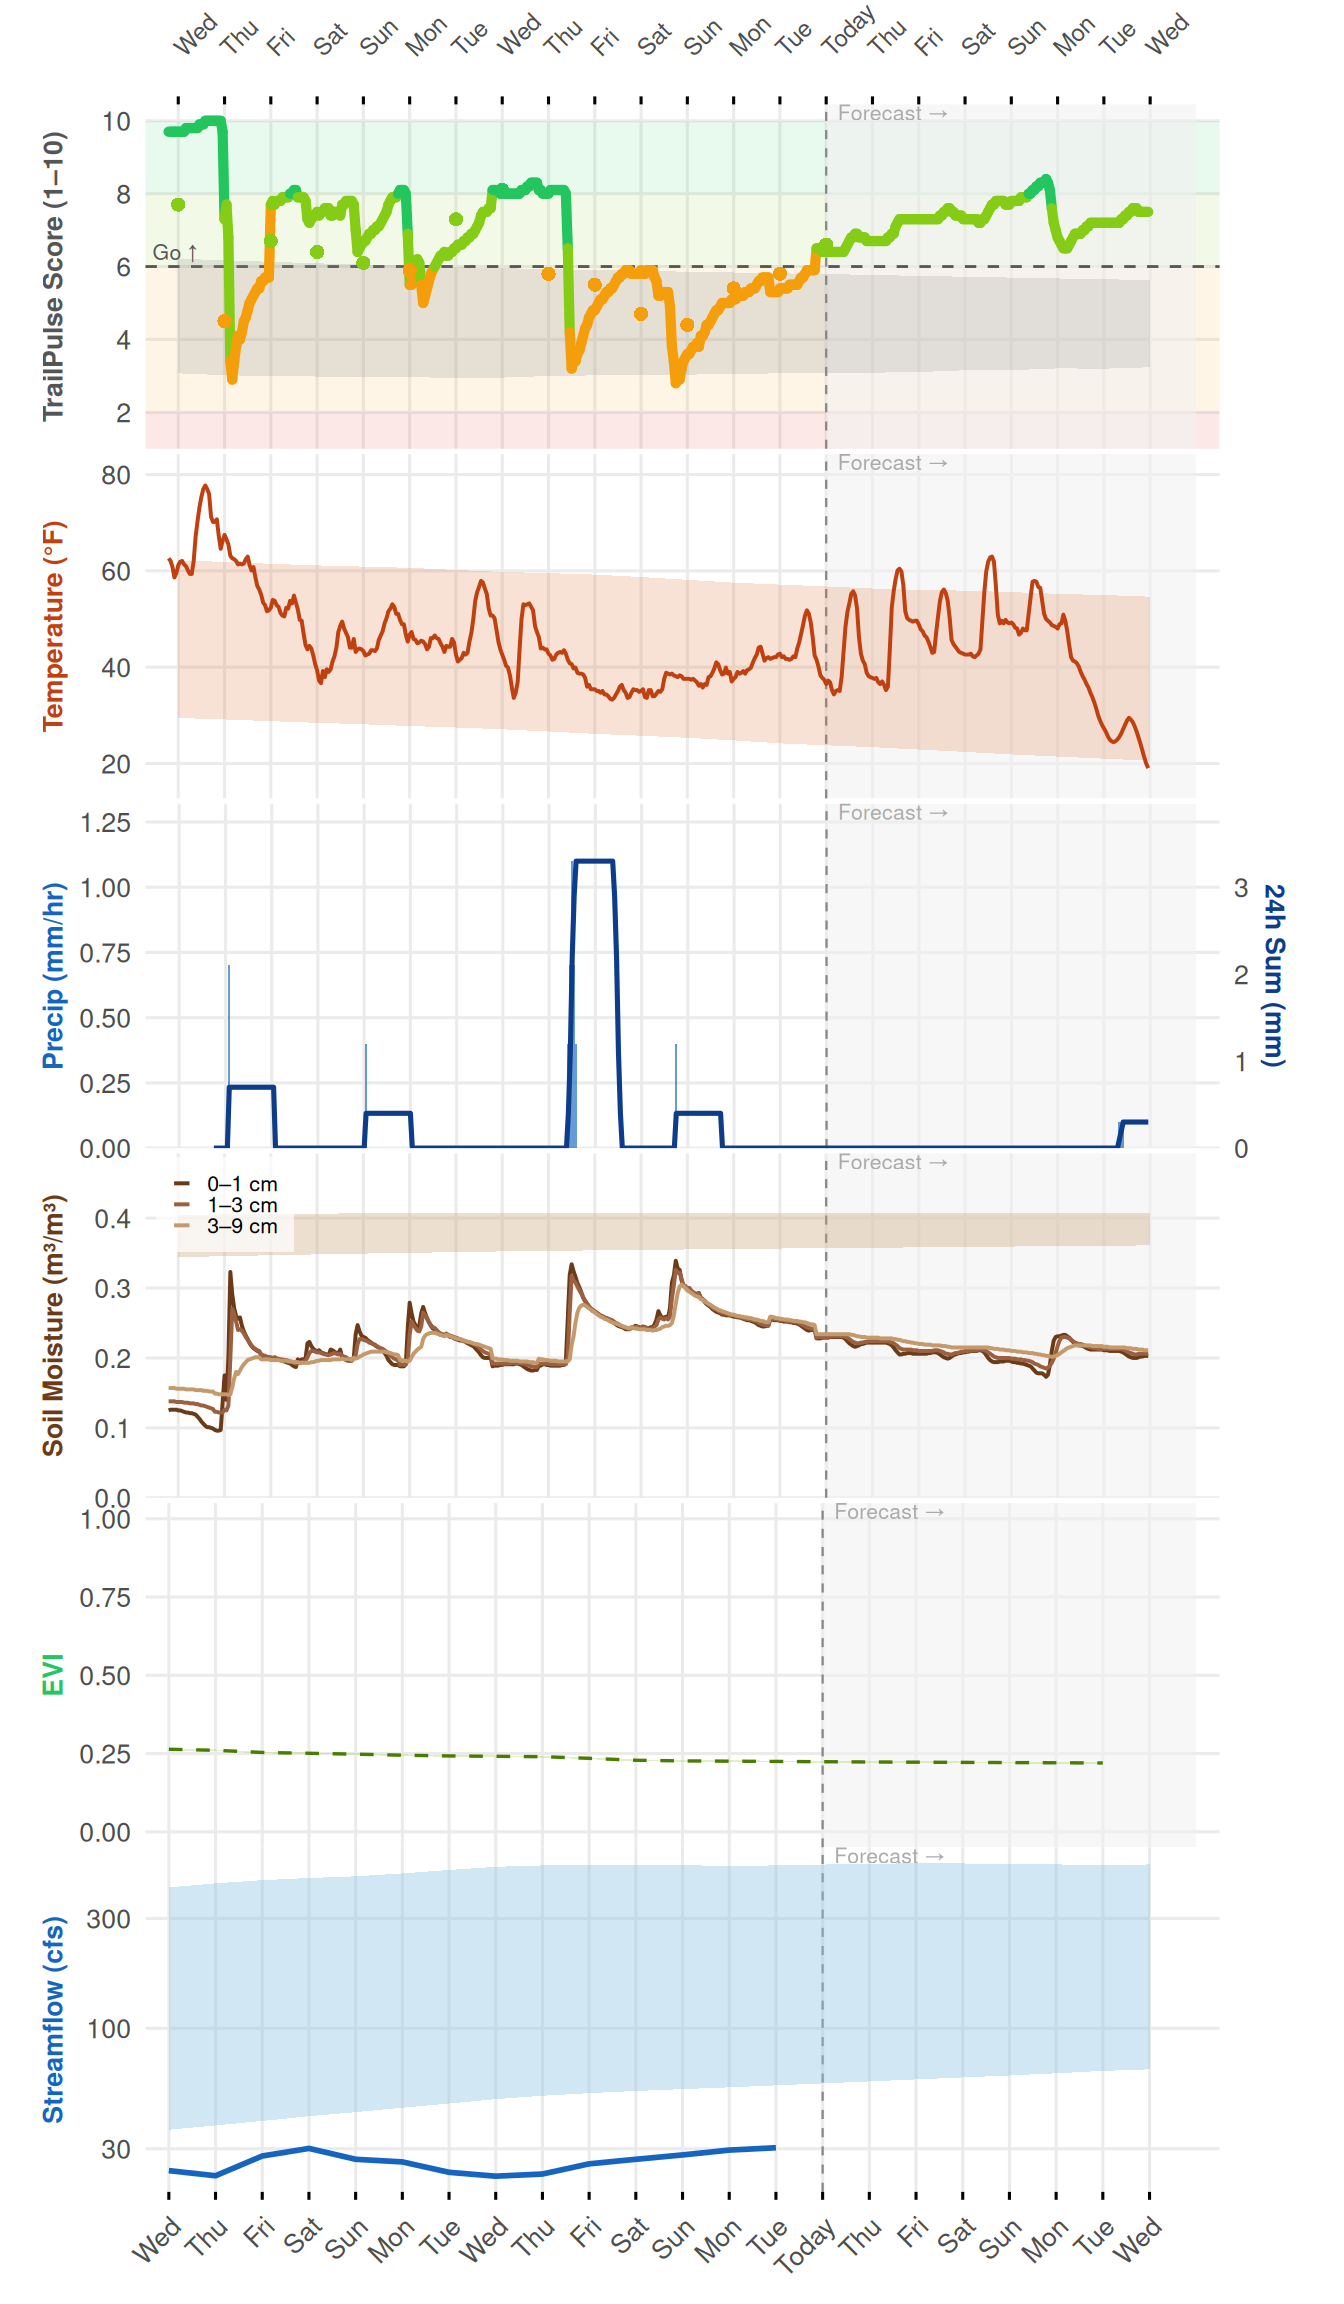 Wed Thu Fri Sat Sun Mon Tue Wed Thu Fri Sat Sun Mon Tue Today Thu Fri Sat Sun Mon Tue Wed
TrailPulse Score (1–10)
10
8
6
4
2
Go ↑
Forecast →
Temperature (°F)
80
60
40
20
Forecast →
Precip (mm/hr)
1.25
1.00
0.75
0.50
0.25
0.00
Forecast →
3
2
1
0
24h Sum (mm)
Soil Moisture (m³/m³)
0.4
0.3
0.2
0.1
0.0
0–1 cm
1–3 cm
3–9 cm
Forecast →
EVI
1.00
0.75
0.50
0.25
0.00
Forecast →
Streamflow (cfs)
300
100
30
Forecast →
Wed Thu Fri Sat Sun Mon Tue Wed Thu Fri Sat Sun Mon Tue Today Thu Fri Sat Sun Mon Tue Wed